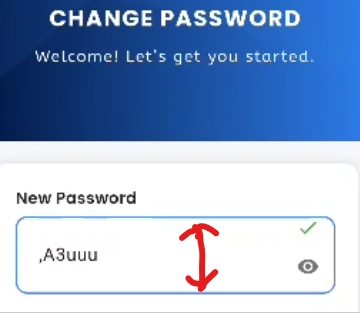 CHANGE PASSWORD
Welcome! Let's get you started.
New Password
,A3uuu